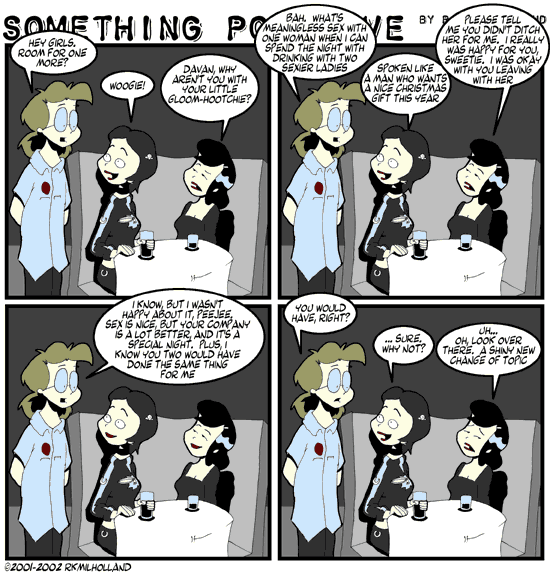 SOMETHING PO VE BY R ND
HEY GIRLS.
ROOM FOR ONE
MORE?
WOOGIE!
DAVAN, WHY
AREN'T YOU WITH
YOUR LITTLE
GLOOM-HOOTCHIE?
BAH. WHAT'S
MEANINGLESS SEX WITH
ONE WOMAN WHEN I CAN
SPEND THE NIGHT WITH
DRINKING WITH TWO
SEXIER LADIES
SPOKEN LIKE
A MAN WHO WANTS
A NICE CHRISTMAS
GIFT THIS YEAR
PLEASE TELL
ME YOU DIDN'T DITCH
HER FOR ME. I REALLY
WAS HAPPY FOR YOU,
SWEETIE. I WAS OKAY
WITH YOU LEAVING
WITH HER
I KNOW, BUT I WASN'T
HAPPY ABOUT IT, PEEJEE.
SEX IS NICE, BUT YOUR COMPANY
IS A LOT BETTER, AND IT'S A
SPECIAL NIGHT. PLUS, I
KNOW YOU TWO WOULD HAVE
DONE THE SAME THING
FOR ME
YOU WOULD
HAVE, RIGHT?
... SURE,
WHY NOT?
UH...
OH, LOOK OVER
THERE. A SHINY NEW
CHANGE OF TOPIC
©2001-2002 RKMILHOLLAND